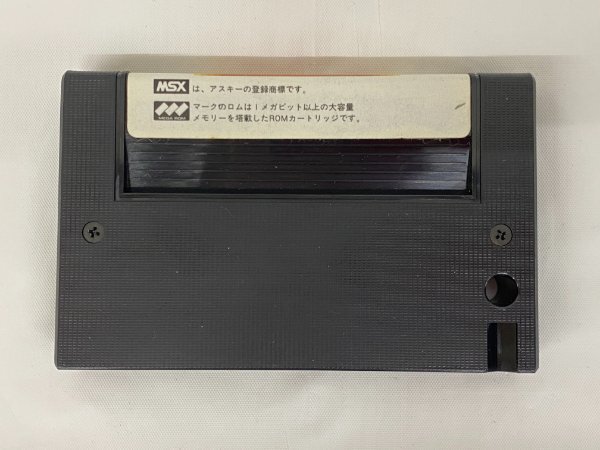 MSX は、アスキーの登録商標です。
MEGA ROM マーク切ロムは1メガビット以上の大容量
メモリーを塔載したROMカートリッジです。